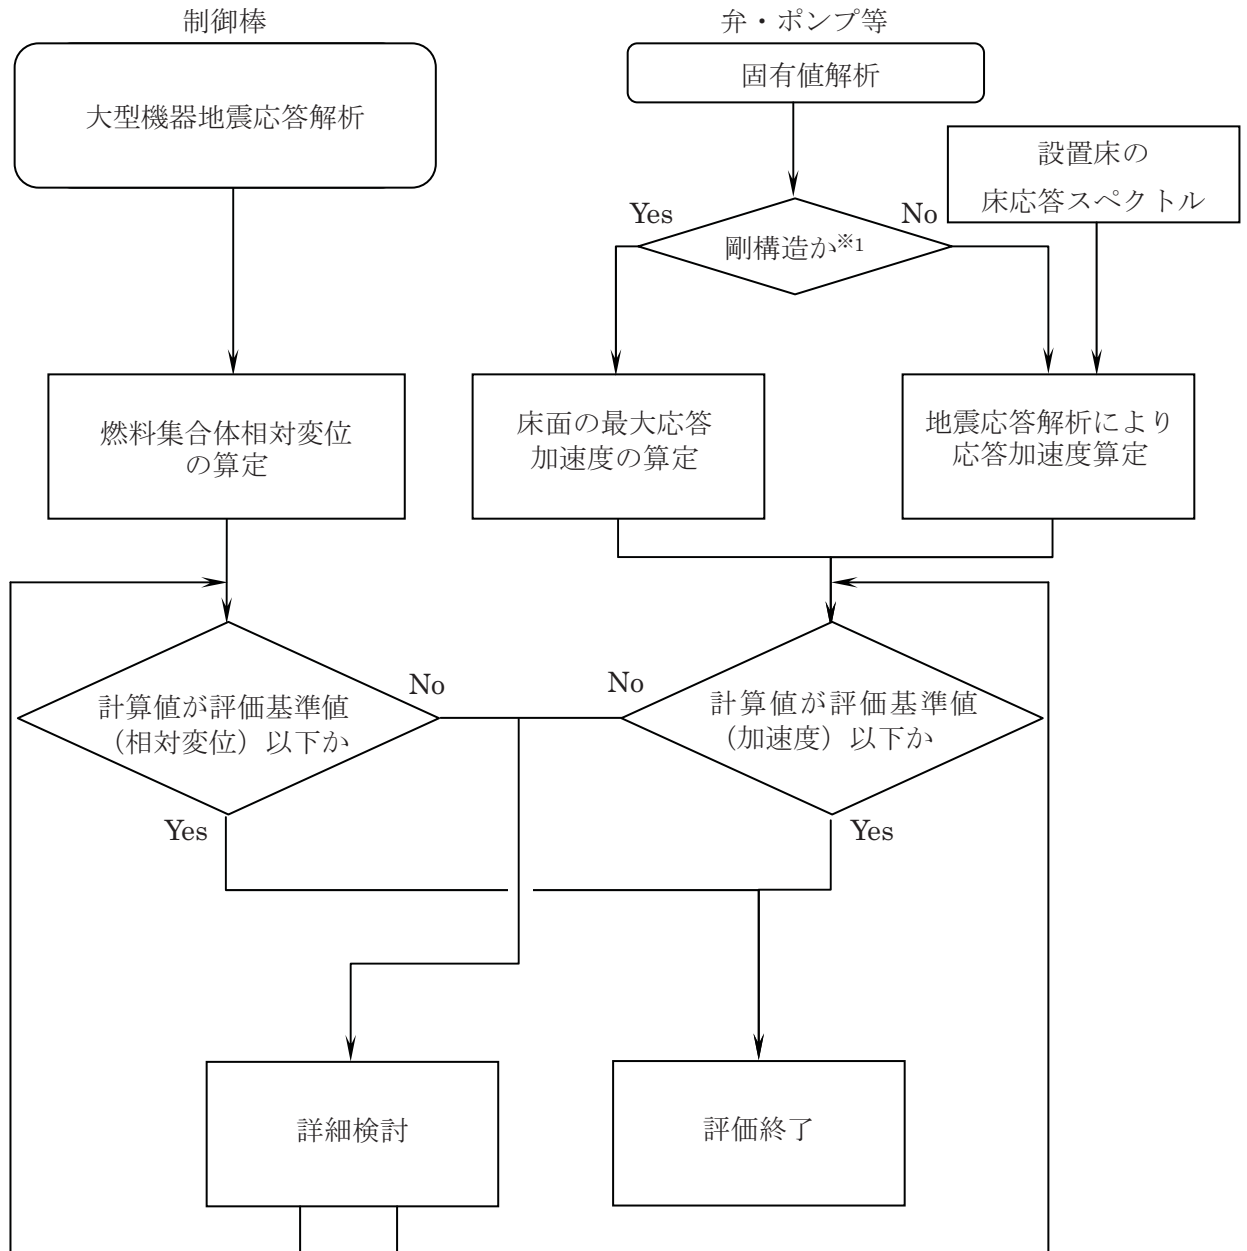 制御棒
弁・ポンプ等
大型機器地震応答解析
固有値解析
設置床の
床応答スペクトル
Yes
No
剛構造か※1
燃料集合体相対変位
の算定
床面の最大応答
加速度の算定
地震応答解析により
応答加速度算定
No
No
計算値が評価基準値
（相対変位）以下か
計算値が評価基準値
（加速度）以下か
Yes
Yes
詳細検討
評価終了